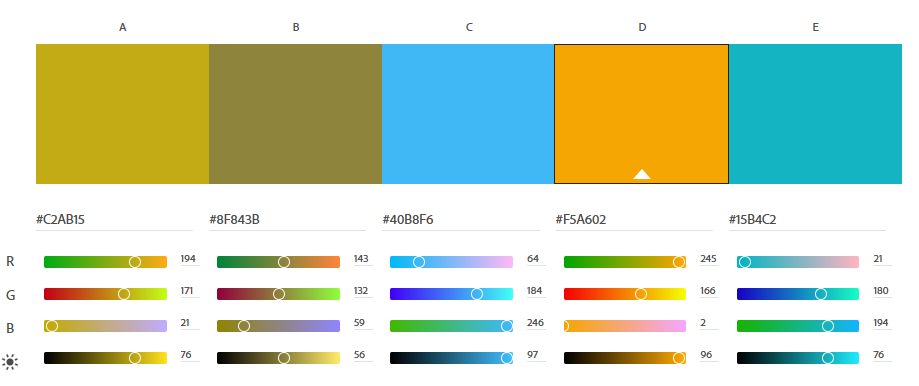 A B C D E
#C2AB15 #8F843B #40B8F6 #F5A602 #15B4C2
R 194 143 64 245 21
G 171 132 184 166 180
B 21 59 246 2 194
76 56 97 96 76